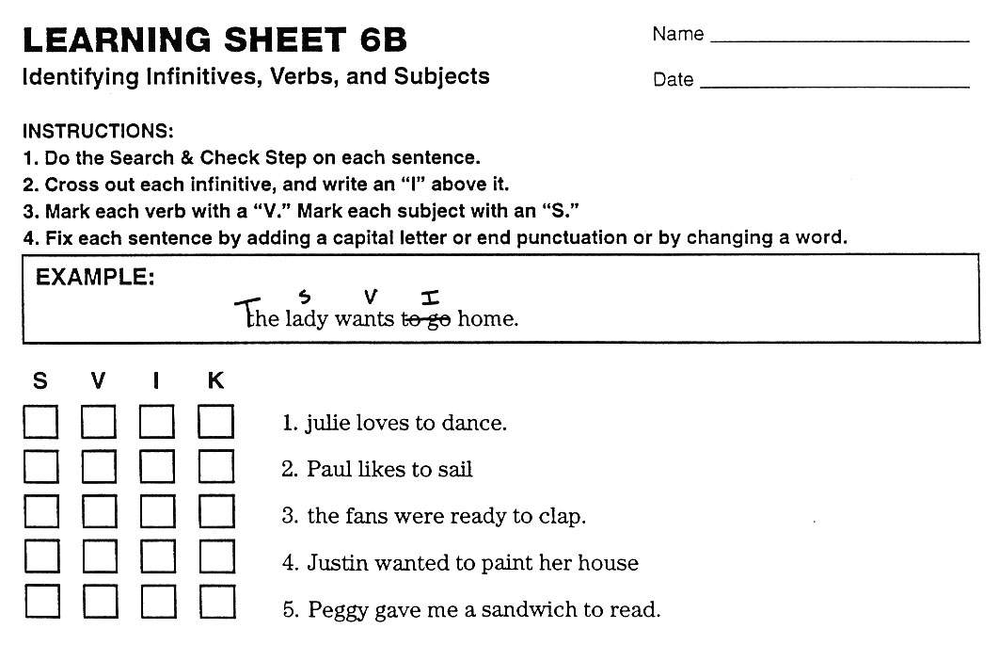 LEARNING SHEET 6B
Name
Identifying Infinitives, Verbs, and Subjects
Date
INSTRUCTIONS:
1. Do the Search & Check Step on each sentence.
2. Cross out each infinitive, and write an “I” above it.
3. Mark each verb with a “V.” Mark each subject with an “S.”
4. Fix each sentence by adding a capital letter or end punctuation or by changing a word.
EXAMPLE:
S V I
The lady wants to go home.
S V I K
1. julie loves to dance.
2. Paul likes to sail
3. the fans were ready to clap.
4. Justin wanted to paint her house
5. Peggy gave me a sandwich to read.